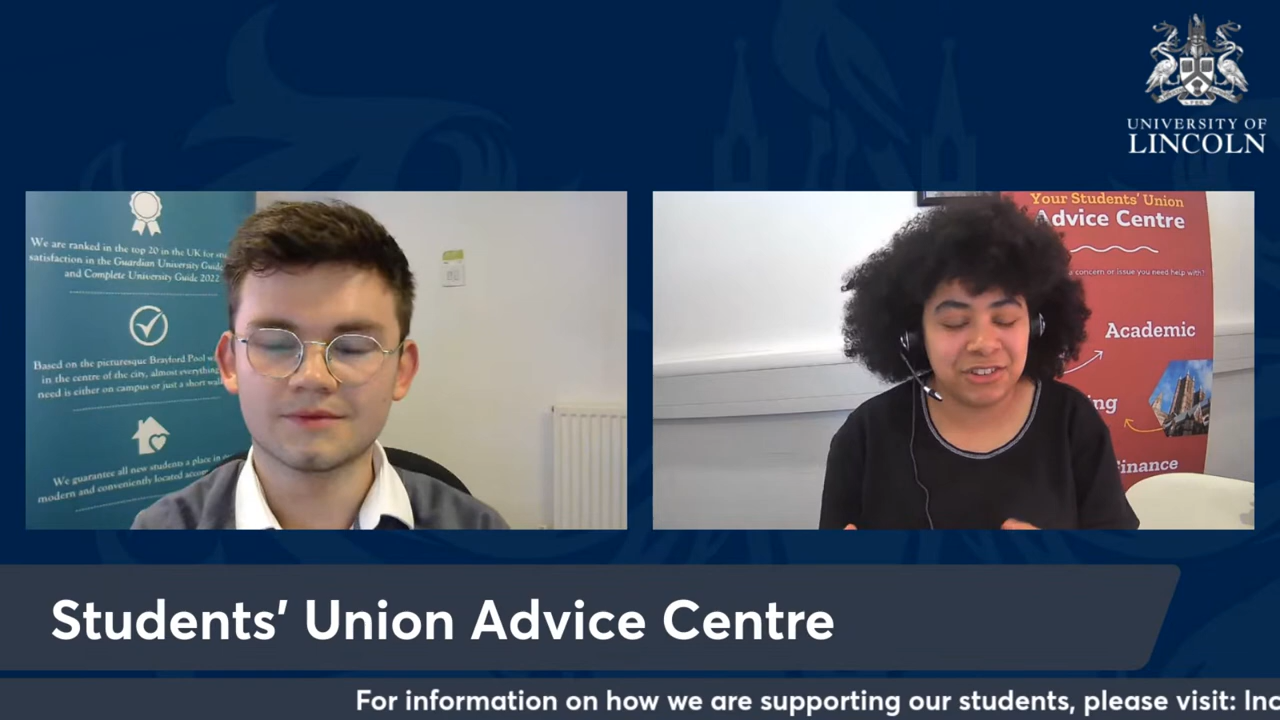 UNIVERSITY OF
LINCOLN
We are ranked in the top 20 in the UK for
satisfaction in the Guardian University Guide
and Complete University Guide 2022
Based on the picturesque Brayford Pool
in the centre of the city, almost everything
need is either on campus or just a short
We guarantee all new students a place in
modern and conveniently located
Your Students' Union
Advice Centre
a concern or issue you need help with?
Academic
ing
Finance
Students' Union Advice Centre
For information on how we are supporting our students, please visit: